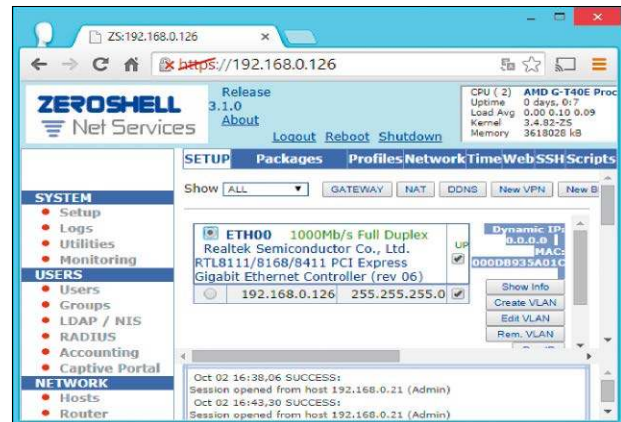 ZS:192.168.0.126
https://192.168.0.126
ZEROSHELL
Net Services
Release
3.1.0
About
Logout Reboot Shutdown
CPU ( 2) AMD G-T40E Proc
Uptime 0 days, 0:7
Load Avg 0.00 0.10 0.09
Kernel 3.4.82-ZS
Memory 3618028 kB
SETUP Packages Profiles Network Time Web SSH Scripts
Show ALL GATEWAY NAT DDNS New VPN New B
SYSTEM
Setup
Logs
Utilities
Monitoring
USERS
Users
Groups
LDAP / NIS
RADIUS
Accounting
Captive Portal
NETWORK
Hosts
Router
ETH00 1000Mb/s Full Duplex
Realtek Semiconductor Co., Ltd.
RTL8111/8168/8411 PCI Express
Gigabit Ethernet Controller (rev 06)
UP
192.168.0.126 255.255.255.0
Dynamic IP:
0.0.0.0
MAC:
000DB935A01C
Show Info
Create VLAN
Edit VLAN
Rem. VLAN
Oct 02 16:38,06 SUCCESS:
Session opened from host 192.168.0.21 (Admin)
Oct 02 16:43,30 SUCCESS:
Session opened from host 192.168.0.21 (Admin)